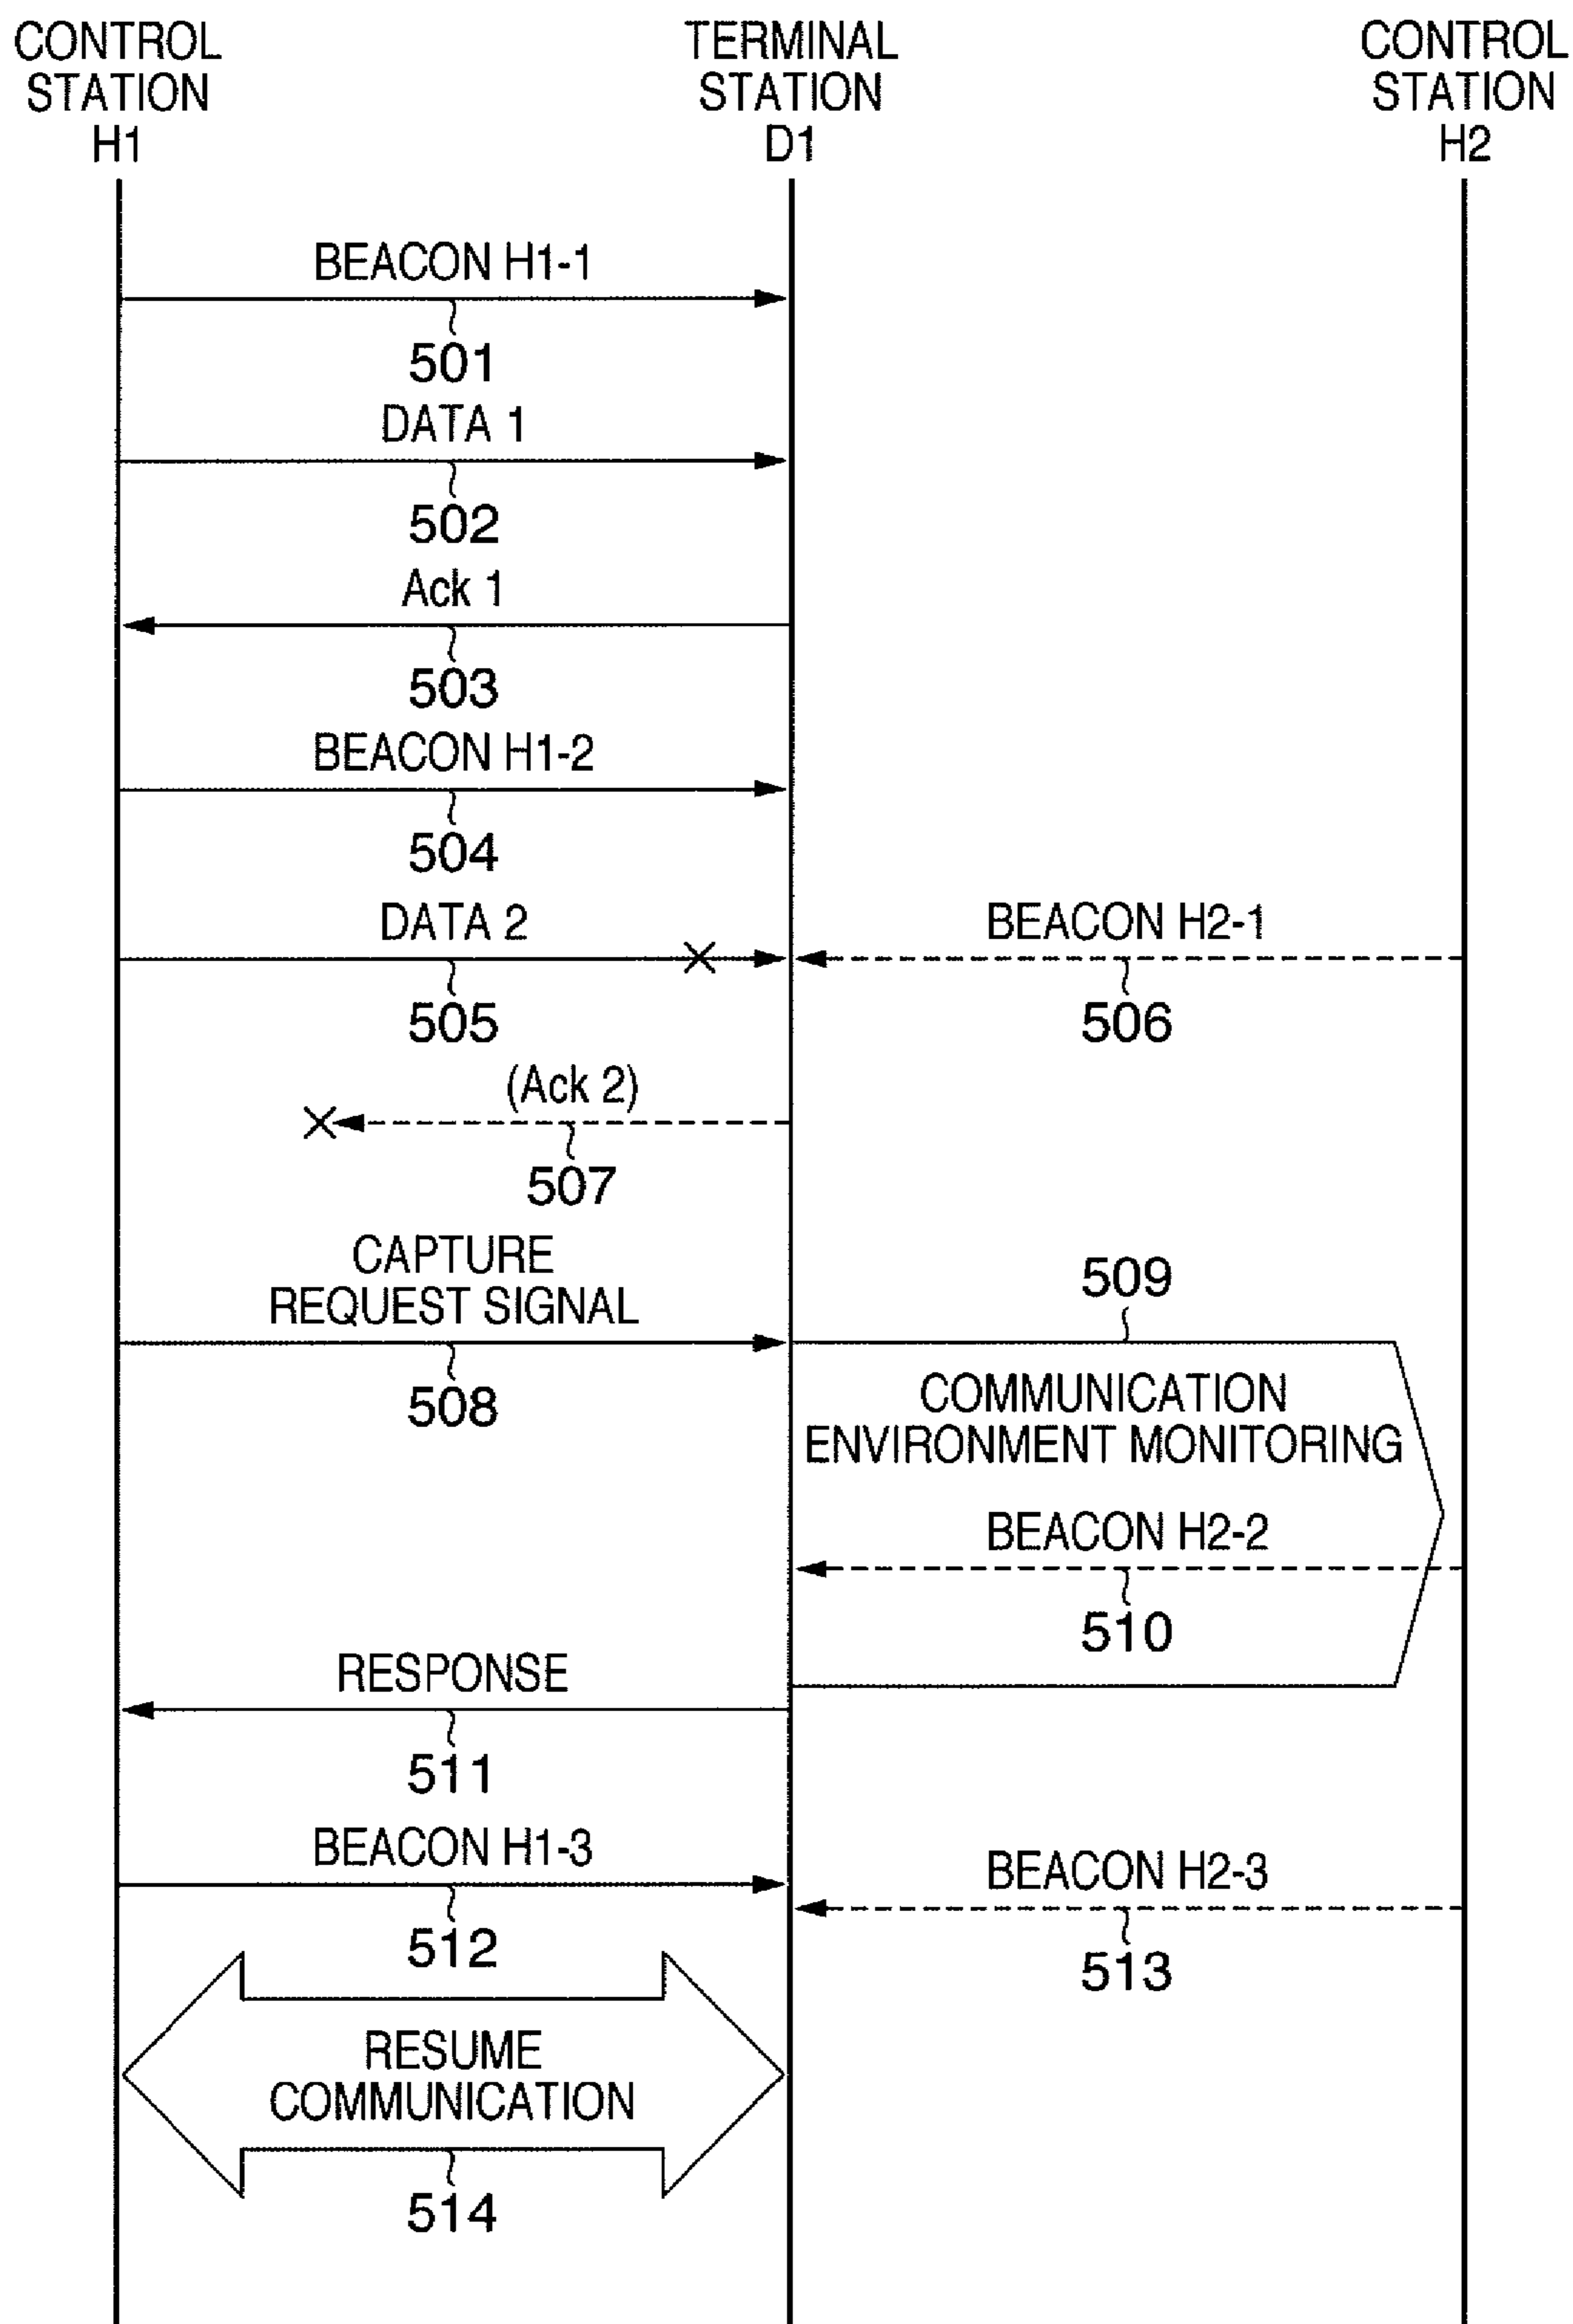 CONTROL
STATION
H1
TERMINAL
STATION
D1
CONTROL
STATION
H2
BEACON H1-1
501
DATA 1
502
Ack 1
503
BEACON H1-2
504
DATA 2
505
BEACON H2-1
506
(Ack 2)
507
CAPTURE
REQUEST SIGNAL
508
509
COMMUNICATION
ENVIRONMENT MONITORING
BEACON H2-2
510
RESPONSE
511
BEACON H1-3
512
BEACON H2-3
513
RESUME
COMMUNICATION
514